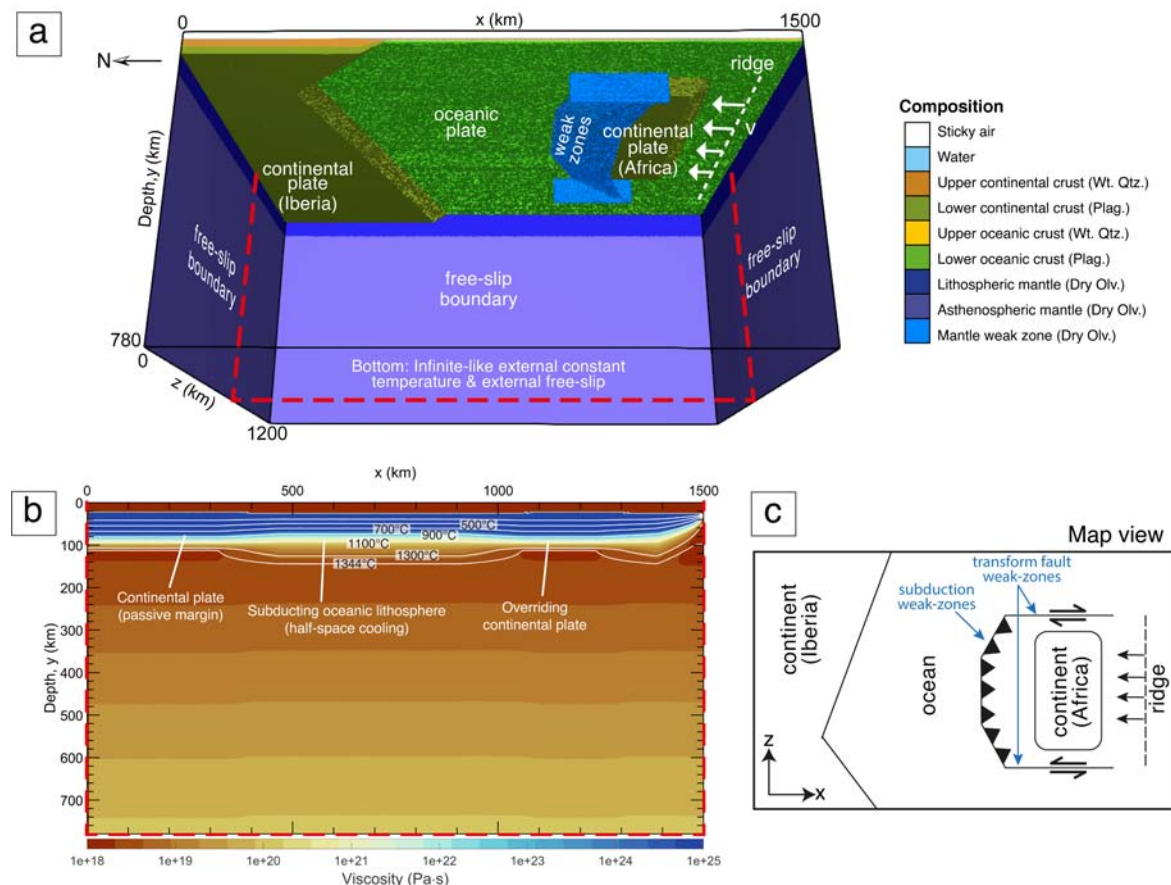 a
0
x (km)
1500
N
ridge
oceanic
plate
weak
zones
continental
plate
(Africa)
v
continental
plate
(Iberia)
Depth,y (km)
free-slip
boundary
free-slip
boundary
free-slip
boundary
780
0
z (km)
1200
Bottom: Infinite-like external constant
temperature & external free-slip
Composition
Sticky air
Water
Upper continental crust (Wt. Qtz.)
Lower continental crust (Plag.)
Upper oceanic crust (Wt. Qtz.)
Lower oceanic crust (Plag.)
Lithospheric mantle (Dry Olv.)
Asthenospheric mantle (Dry Olv.)
Mantle weak zone (Dry Olv.)
b
x (km)
0
500
1000
1500
0
100
200
300
400
500
600
700
Depth, y (km)
700°C
500°C
900°C
1100°C
1300°C
1344°C
Continental plate
(passive margin)
Subducting oceanic lithosphere
(half-space cooling)
Overriding
continental plate
1e+18
1e+19
1e+20
1e+21
1e+22
1e+23
1e+24
1e+25
Viscosity (Pa·s)
c
Map view
transform fault
weak-zones
subduction
weak-zones
continent
(Iberia)
ocean
continent
(Africa)
ridge
z
x